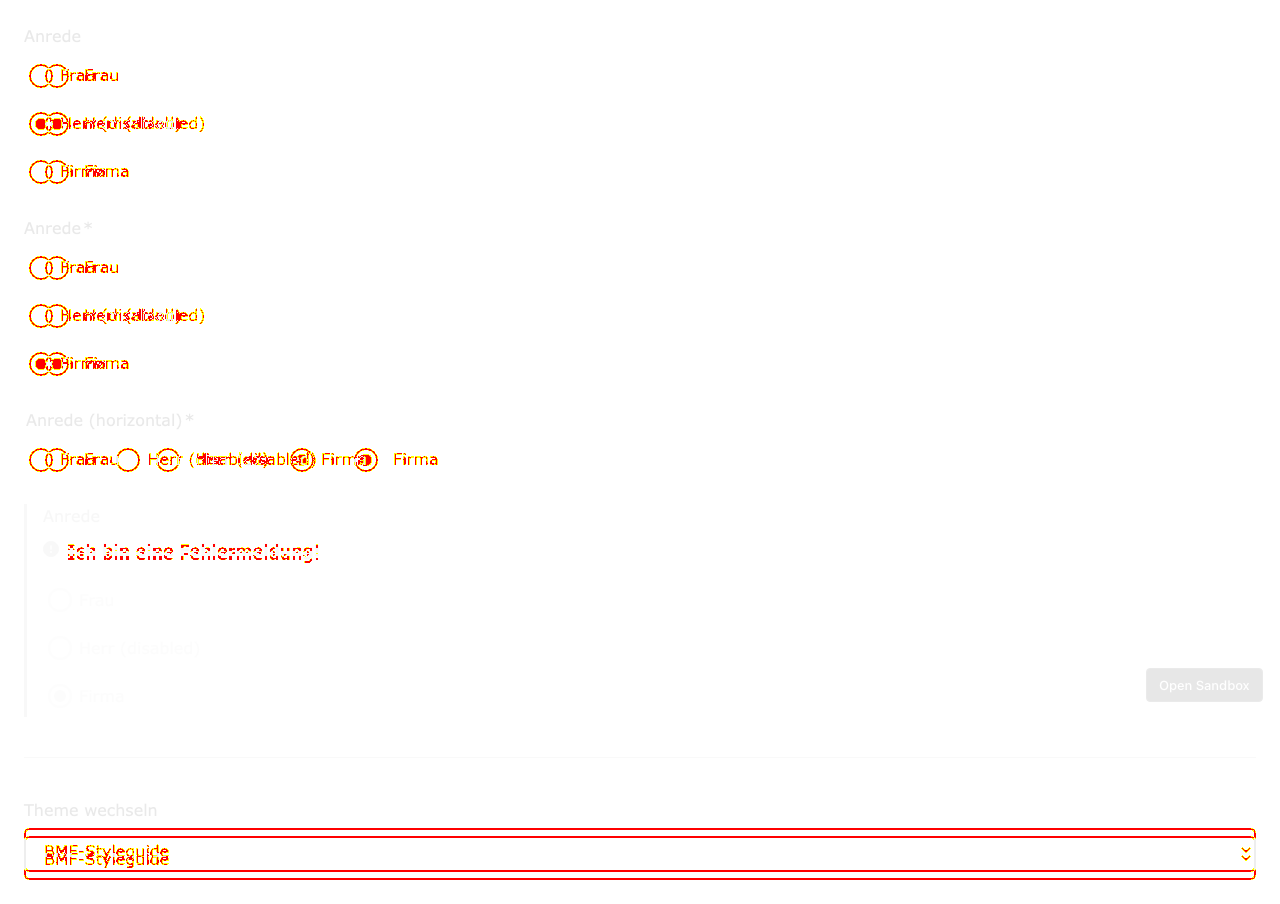 Anrede
Frau
Herr (disabled)
Firma
Anrede *
Frau
Herr (disabled)
Firma
Anrede (horizontal) *
Frau Herr (disabled) Firma
Anrede
Ich bin eine Fehlermeldung!
Frau
Herr (disabled)
Firma
Open Sandbox
Theme wechseln
BMF-Styleguide